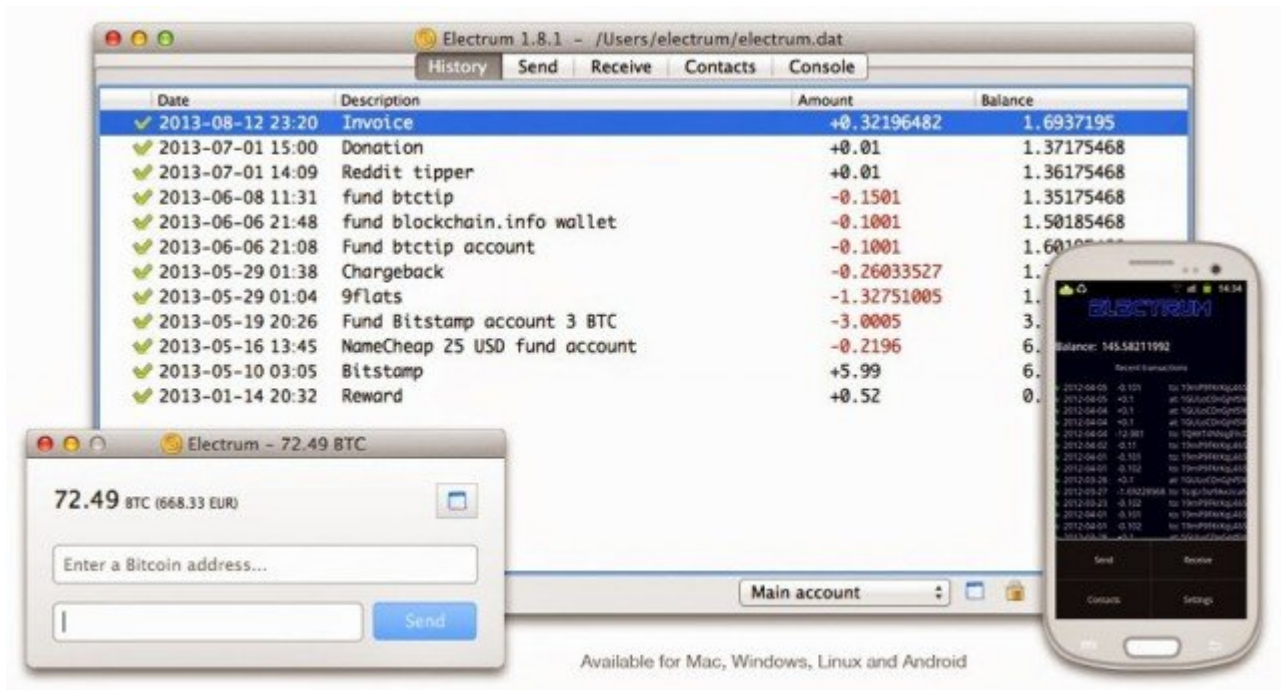 Electrum 1.8.1 – /Users/electrum/electrum.dat
History Send Receive Contacts Console
Date Description Amount Balance
2013-08-12 23:20 Invoice +0.32196482 1.6937195
2013-07-01 15:00 Donation +0.01 1.37175468
2013-07-01 14:09 Reddit tipper +0.01 1.36175468
2013-06-08 11:31 fund btctip -0.1501 1.35175468
2013-06-06 21:48 fund blockchain.info wallet -0.1001 1.50185468
2013-06-06 21:08 Fund btctip account -0.1001
2013-05-29 01:38 Chargeback -0.26033527 1.
2013-05-29 01:04 9flats -1.32751005 1.
2013-05-19 20:26 Fund Bitstamp account 3 BTC -3.0005 3.
2013-05-16 13:45 NameCheap 25 USD fund account -0.2196 6.
2013-05-10 03:05 Bitstamp +5.99 6.
2013-01-14 20:32 Reward +0.52 0.
Main account
Electrum – 72.49 BTC
72.49 BTC (668.33 EUR)
Enter a Bitcoin address...
Send
14:34
ELECTRUM
Balance: 145.58211992
Recent transactions
Send Receive
Contacts Settings
Available for Mac, Windows, Linux and Android